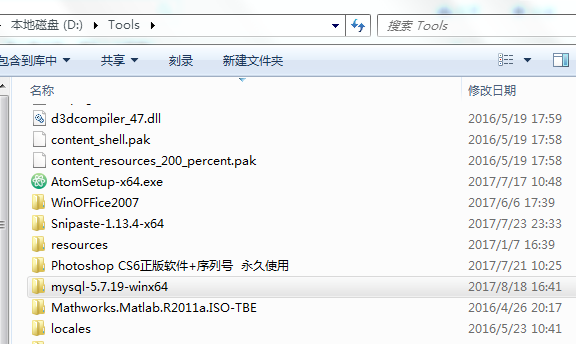 本地磁盘 (D:) Tools 搜索 Tools
包含到库中 共享 刻录 新建文件夹
名称 修改日期
d3dcompiler_47.dll 2016/5/19 17:59
content_shell.pak 2016/5/19 17:58
content_resources_200_percent.pak 2016/5/19 17:58
AtomSetup-x64.exe 2017/7/17 10:48
WinOFFice2007 2017/6/6 17:39
Snipaste-1.13.4-x64 2017/7/23 23:33
resources 2017/1/7 16:39
Photoshop CS6正版软件+序列号 永久使用 2017/7/21 10:25
mysql-5.7.19-winx64 2017/8/18 16:41
Mathworks.Matlab.R2011a.ISO-TBE 2016/4/26 20:17
locales 2016/5/23 10:41